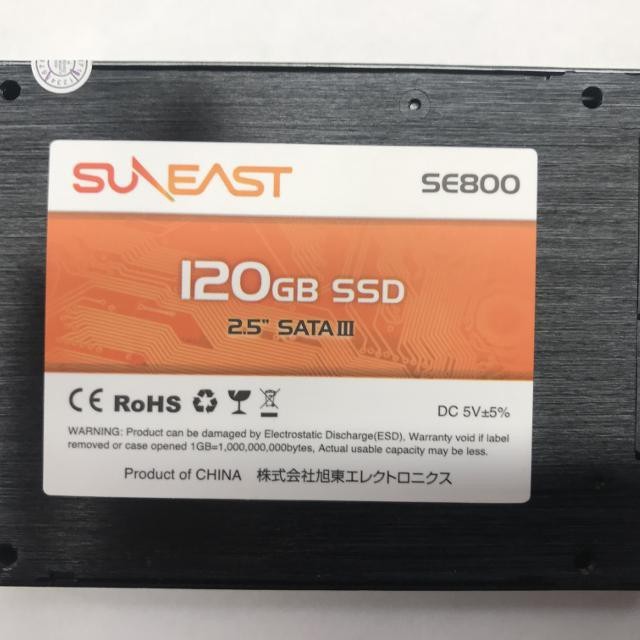 SUNEAST SE800
120GB SSD
2.5" SATA III
CE RoHS DC 5V±5%
WARNING: Product can be damaged by Electrostatic Discharge(ESD), Warranty void if label
removed or case opened 1GB=1,000,000,000bytes, Actual usable capacity may be less.
Product of CHINA 株式会社旭東エレクトロニクス